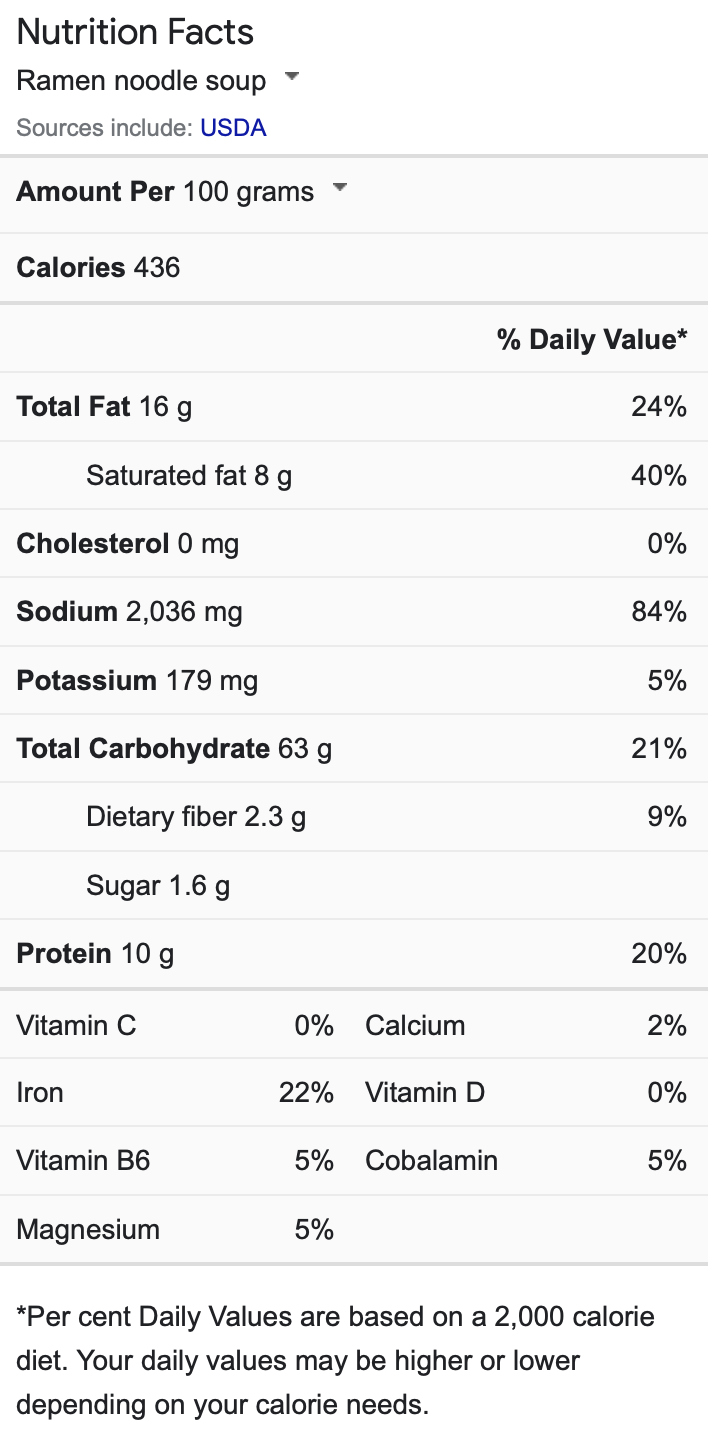 Nutrition Facts
Ramen noodle soup
Sources include: USDA
Amount Per 100 grams
Calories 436
% Daily Value*
Total Fat 16 g 24%
Saturated fat 8 g 40%
Cholesterol 0 mg 0%
Sodium 2,036 mg 84%
Potassium 179 mg 5%
Total Carbohydrate 63 g 21%
Dietary fiber 2.3 g 9%
Sugar 1.6 g
Protein 10 g 20%
Vitamin C 0% Calcium 2%
Iron 22% Vitamin D 0%
Vitamin B6 5% Cobalamin 5%
Magnesium 5%
*Per cent Daily Values are based on a 2,000 calorie
diet. Your daily values may be higher or lower
depending on your calorie needs.